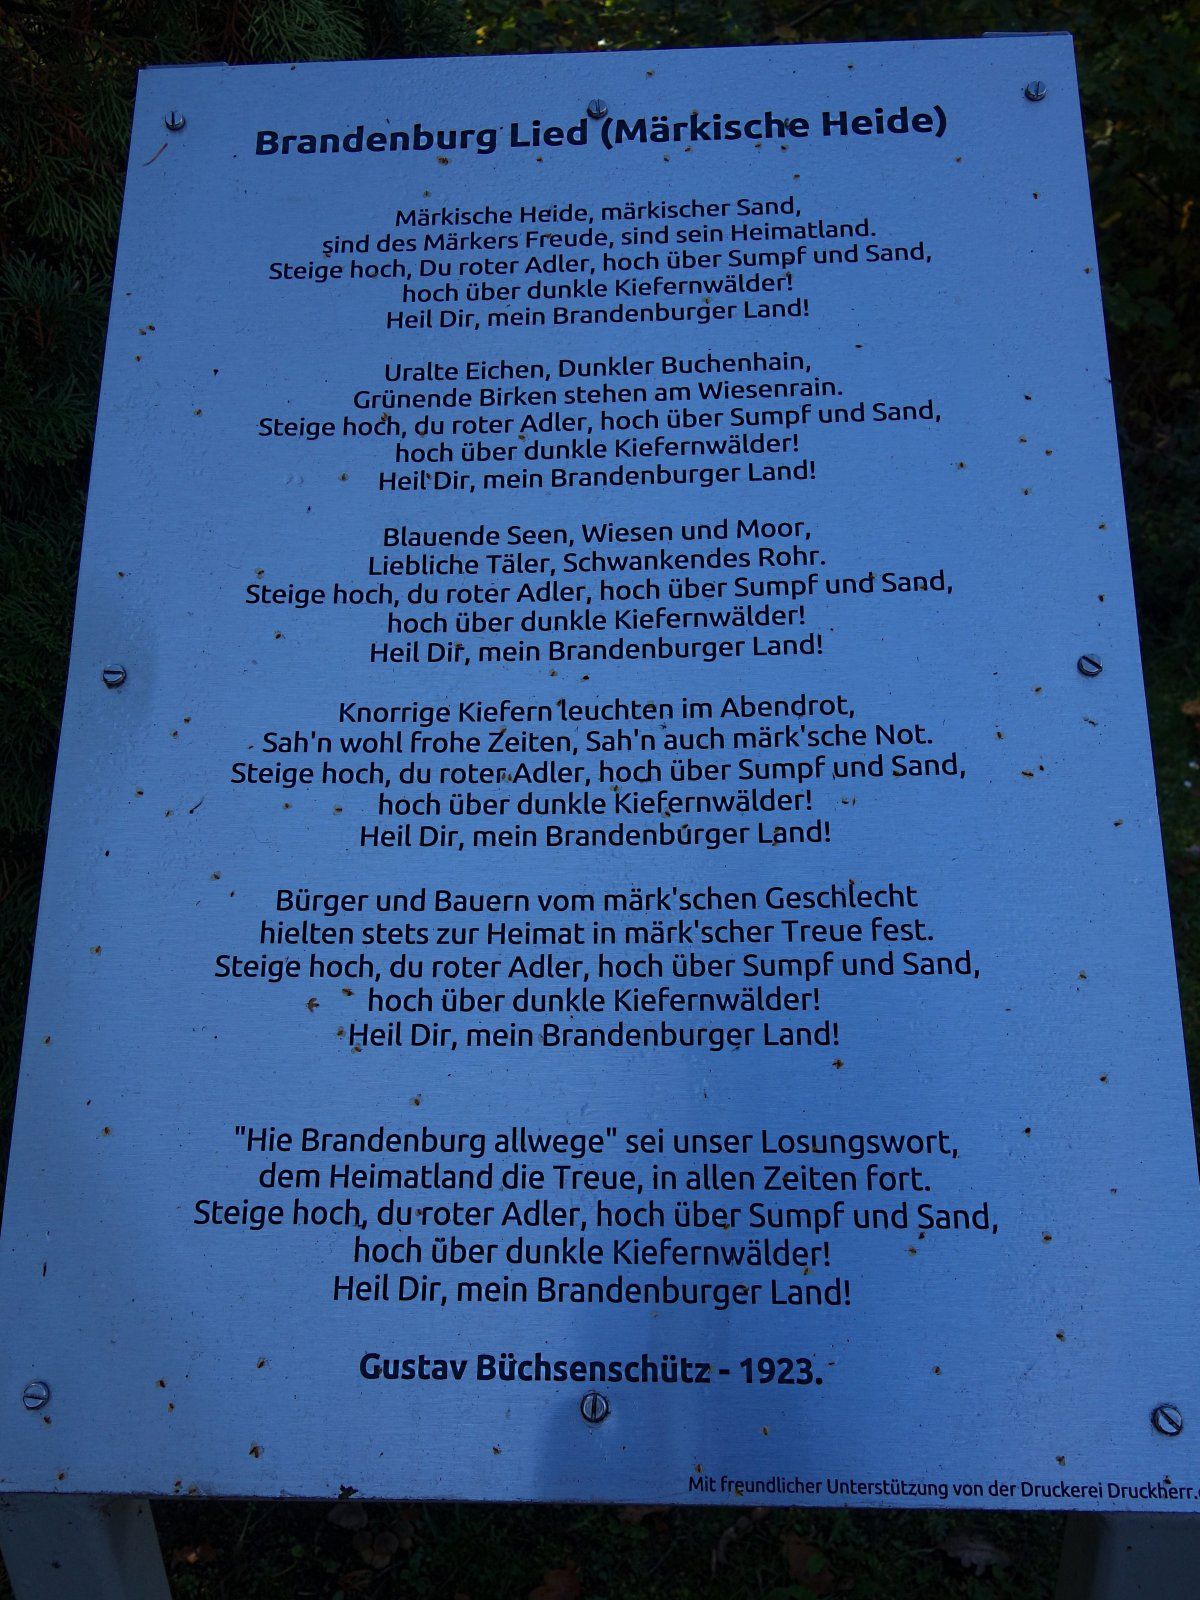 Brandenburg Lied (Märkische Heide)
Märkische Heide, märkischer Sand,
sind des Märkers Freude, sind sein Heimatland.
Steige hoch, Du roter Adler, hoch über Sumpf und Sand,
hoch über dunkle Kiefernwälder!
Heil Dir, mein Brandenburger Land!
Uralte Eichen, Dunkler Buchenhain,
Grünende Birken stehen am Wiesenrain.
Steige hoch, du roter Adler, hoch über Sumpf und Sand,
hoch über dunkle Kiefernwälder!
Heil Dir, mein Brandenburger Land!
Blauende Seen, Wiesen und Moor,
Liebliche Täler, Schwankendes Rohr.
Steige hoch, du roter Adler, hoch über Sumpf und Sand,
hoch über dunkle Kiefernwälder!
Heil Dir, mein Brandenburger Land!
Knorrige Kiefern leuchten im Abendrot,
Sah'n wohl frohe Zeiten, Sah'n auch märk'sche Not.
Steige hoch, du roter Adler, hoch über Sumpf und Sand,
hoch über dunkle Kiefernwälder!
Heil Dir, mein Brandenburger Land!
Bürger und Bauern vom märk'schen Geschlecht
hielten stets zur Heimat in märk'scher Treue fest.
Steige hoch, du roter Adler, hoch über Sumpf und Sand,
hoch über dunkle Kiefernwälder!
Heil Dir, mein Brandenburger Land!
"Hie Brandenburg allwege" sei unser Losungswort,
dem Heimatland die Treue, in allen Zeiten fort.
Steige hoch, du roter Adler, hoch über Sumpf und Sand,
hoch über dunkle Kiefernwälder!
Heil Dir, mein Brandenburger Land!
Gustav Büchsenschütz - 1923.
Mit freundlicher Unterstützung von der Druckerei Druckherr.